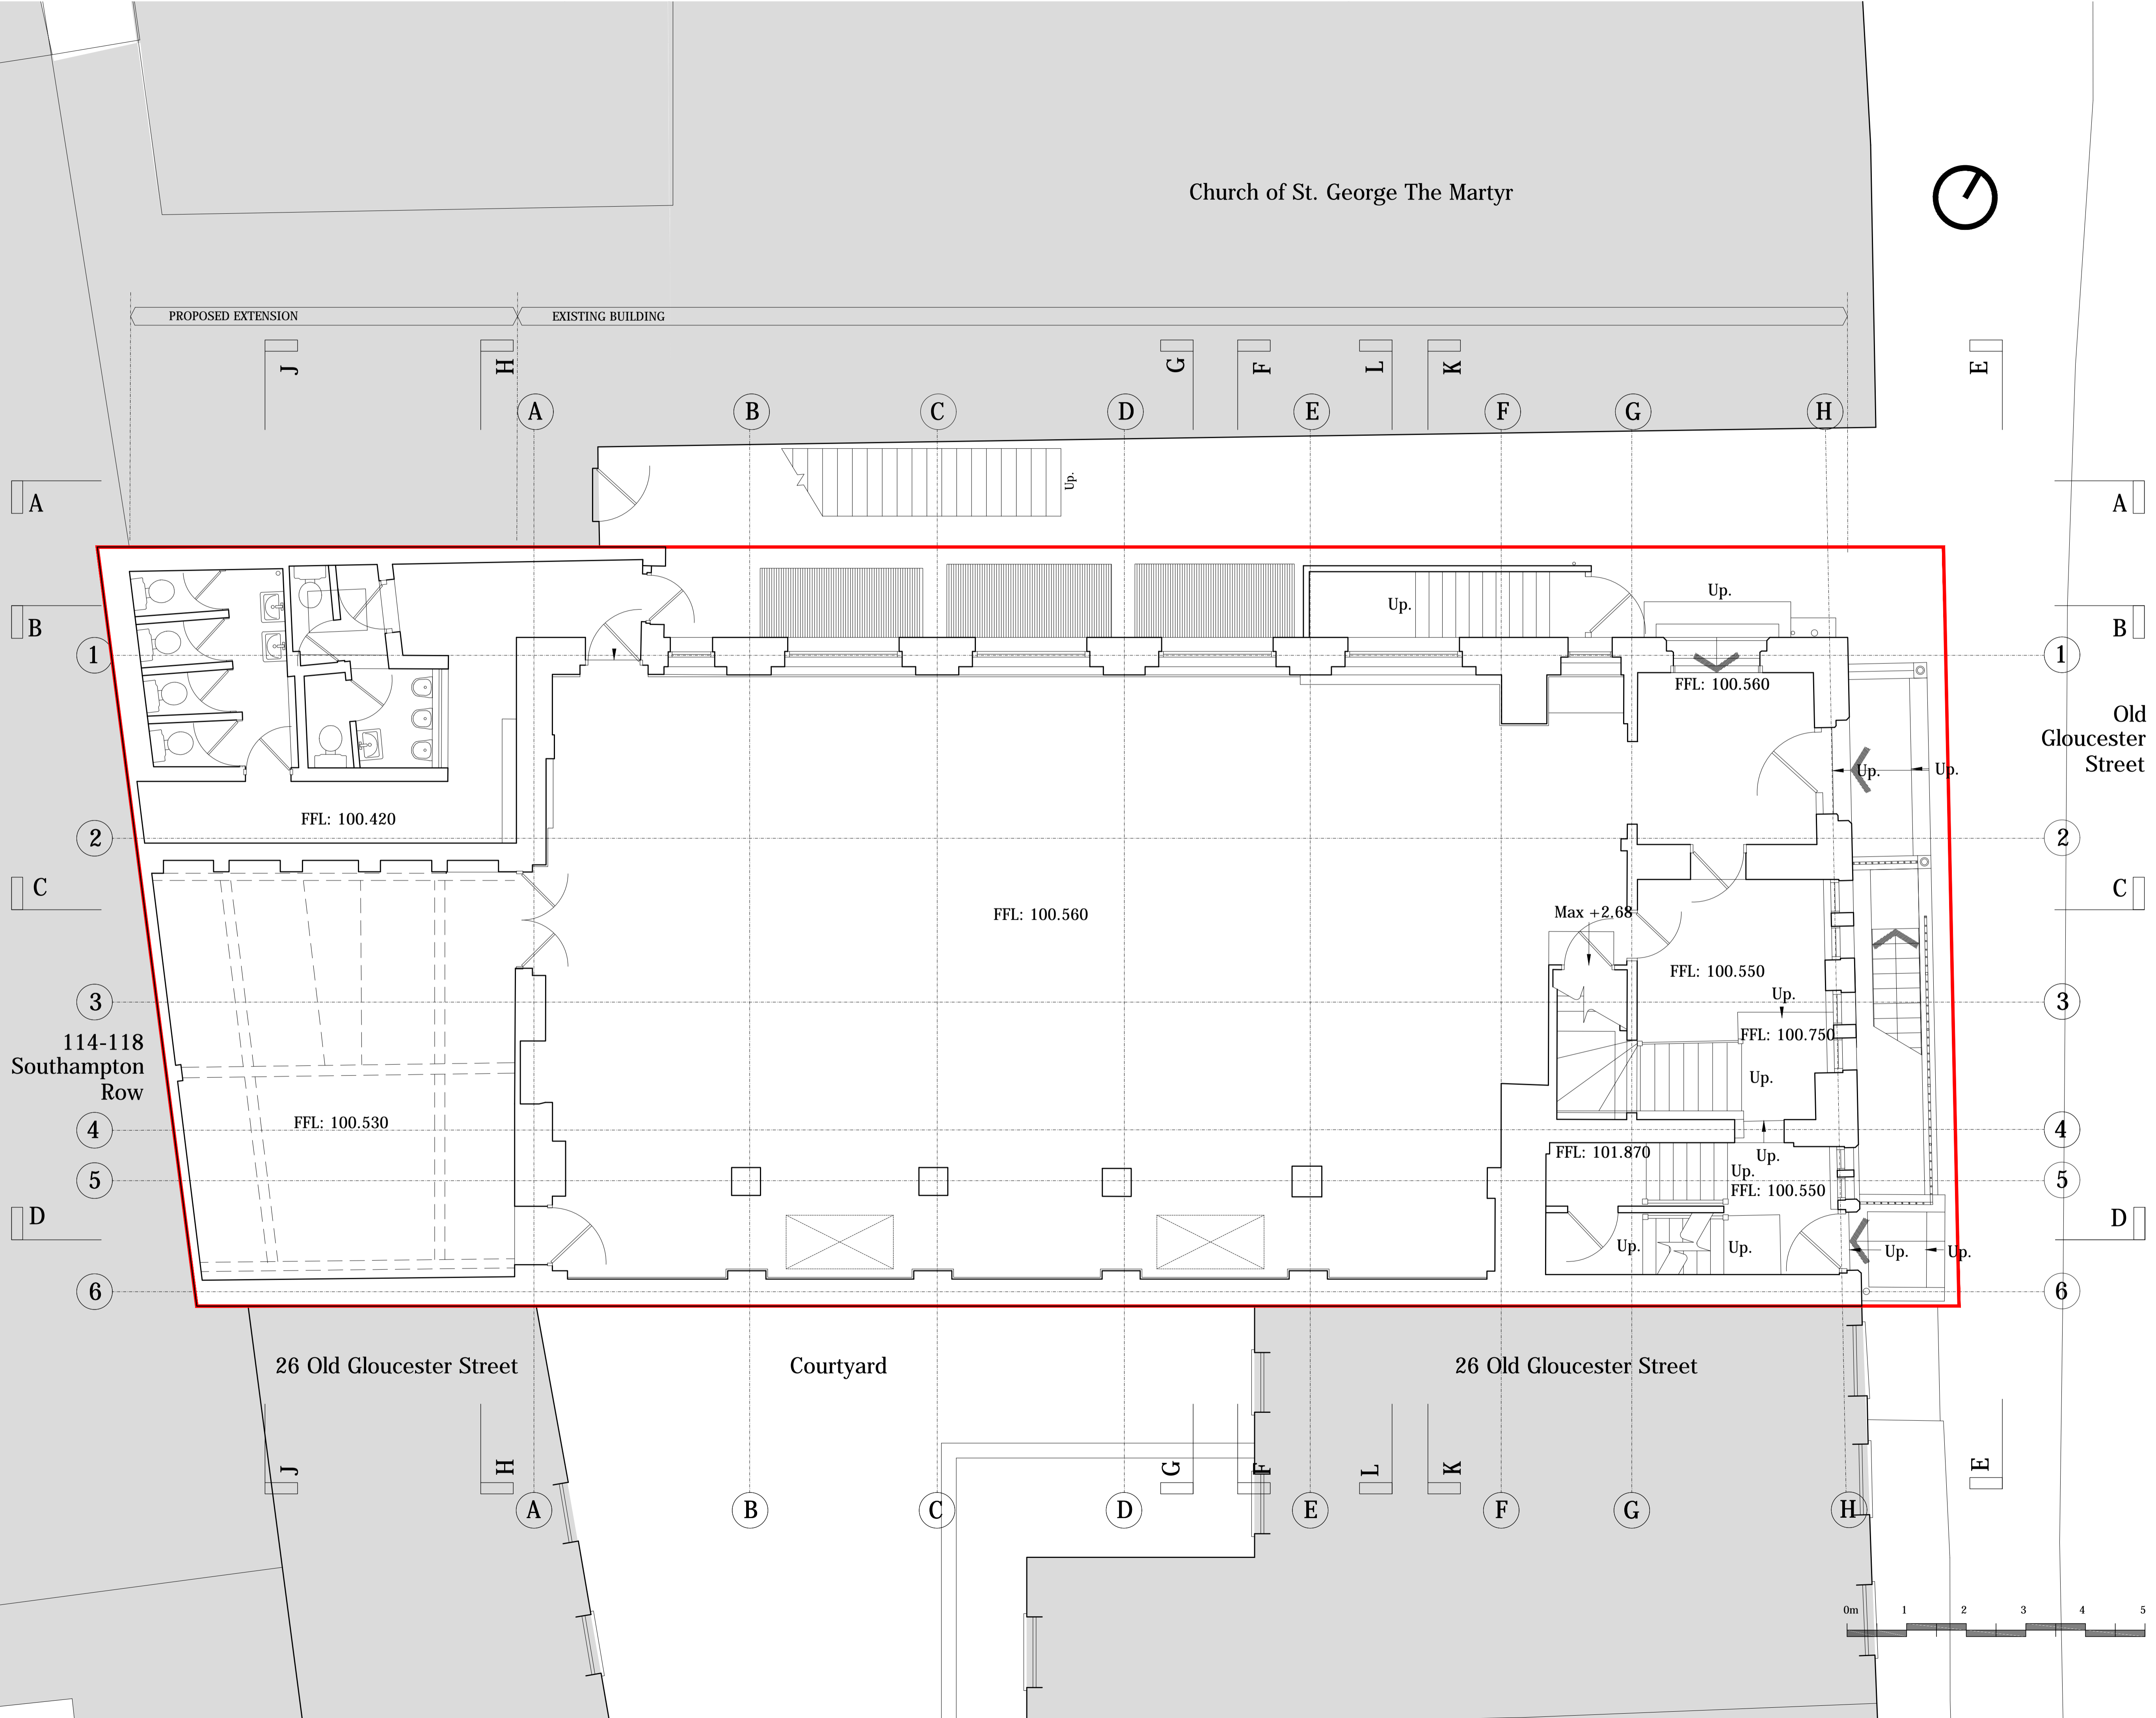 Church of St. George The Martyr
PROPOSED EXTENSION
EXISTING BUILDING
J
H
G
F
L
K
E
A
B
C
D
E
F
G
H
Up.
A
A
B
B
Up.
Up.
1
1
FFL: 100.560
Old
Gloucester
Street
Up.
Up.
FFL: 100.420
2
2
C
C
FFL: 100.560
Max +2.68
FFL: 100.550
Up.
3
3
FFL: 100.750
114-118
Southampton
Row
Up.
FFL: 100.530
4
4
FFL: 101.870
Up.
Up.
5
5
FFL: 100.550
D
D
Up.
Up.
Up.
Up.
6
6
26 Old Gloucester Street
Courtyard
26 Old Gloucester Street
J
H
G
F
L
K
E
A
B
C
D
E
F
G
H
0m 1 2 3 4 5